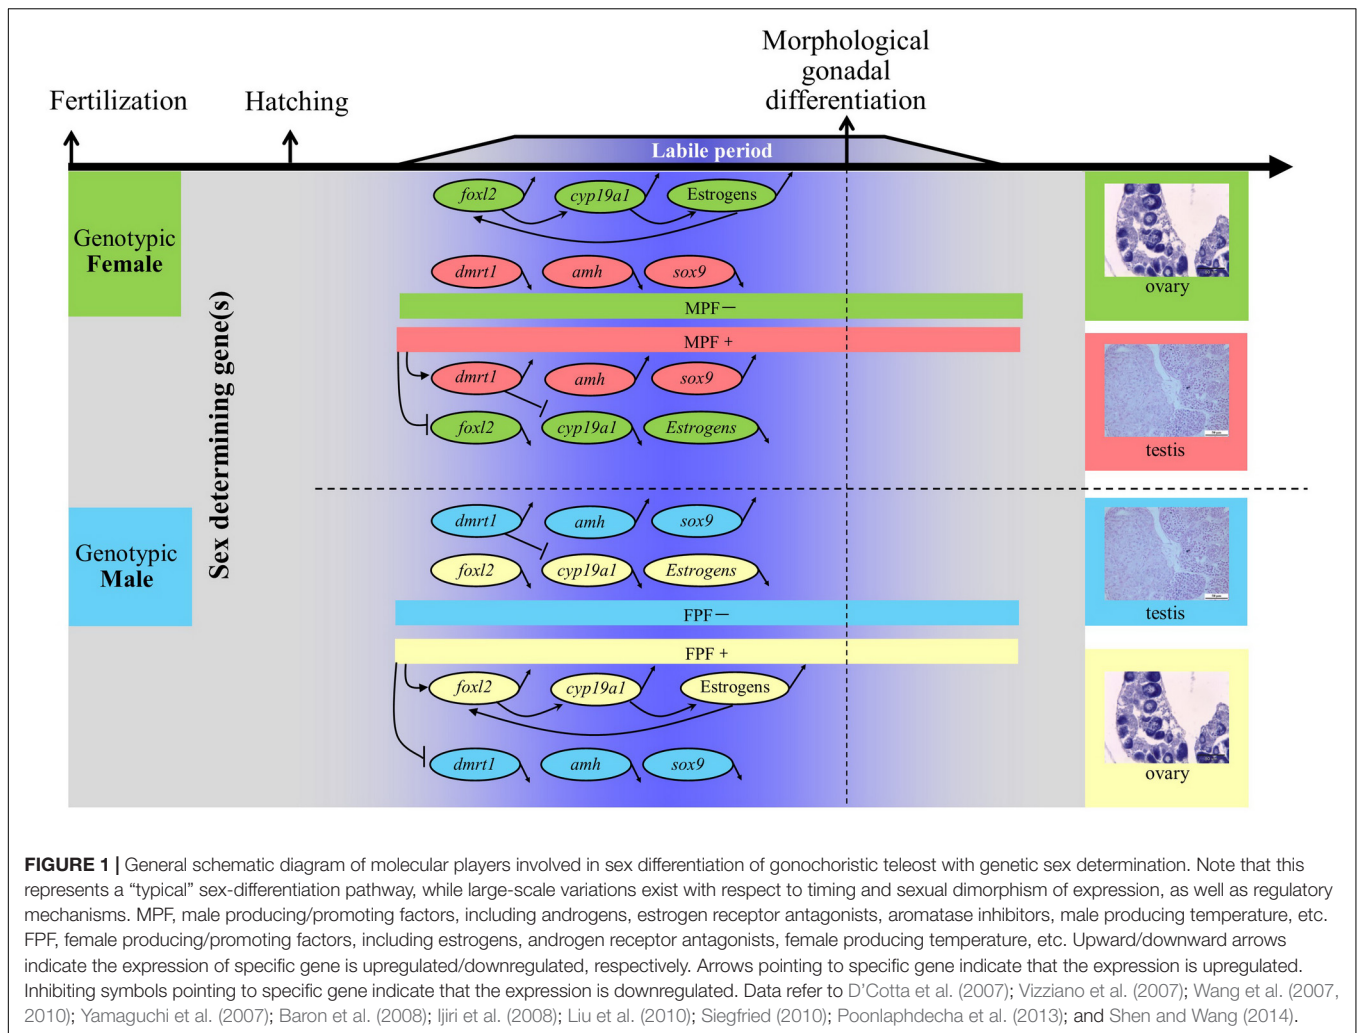 Morphological
gonadal
differentiation
Fertilization
Hatching
Labile period
Genotypic
Female
foxl2
cyp19a1
Estrogens
dmrt1
amh
sox9
MPF—
MPF +
dmrt1
amh
sox9
foxl2
cyp19a1
Estrogens
ovary
testis
Sex determining gene(s)
Genotypic
Male
dmrt1
amh
sox9
foxl2
cyp19a1
Estrogens
FPF—
FPF +
foxl2
cyp19a1
Estrogens
dmrt1
amh
sox9
testis
ovary
FIGURE 1 | General schematic diagram of molecular players involved in sex differentiation of gonochoristic teleost with genetic sex determination. Note that this
represents a “typical” sex-differentiation pathway, while large-scale variations exist with respect to timing and sexual dimorphism of expression, as well as regulatory
mechanisms. MPF, male producing/promoting factors, including androgens, estrogen receptor antagonists, aromatase inhibitors, male producing temperature, etc.
FPF, female producing/promoting factors, including estrogens, androgen receptor antagonists, female producing temperature, etc. Upward/downward arrows
indicate the expression of specific gene is upregulated/downregulated, respectively. Arrows pointing to specific gene indicate that the expression is upregulated.
Inhibiting symbols pointing to specific gene indicate that the expression is downregulated. Data refer to D’Cotta et al. (2007); Vizziano et al. (2007); Wang et al. (2007,
2010); Yamaguchi et al. (2007); Baron et al. (2008); Ijiri et al. (2008); Liu et al. (2010); Siegfried (2010); Poonlaphdecha et al. (2013); and Shen and Wang (2014).